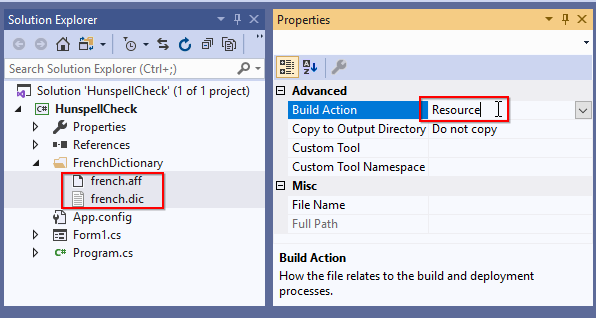 Solution Explorer
Search Solution Explorer (Ctrl+;)
Solution 'HunspellCheck' (1 of 1 project)
HunspellCheck
Properties
References
FrenchDictionary
french.aff
french.dic
App.config
Form1.cs
Program.cs
Properties
Advanced
Build Action Resource
Copy to Output Directory Do not copy
Custom Tool
Custom Tool Namespace
Misc
File Name
Full Path
Build Action
How the file relates to the build and deployment
processes.